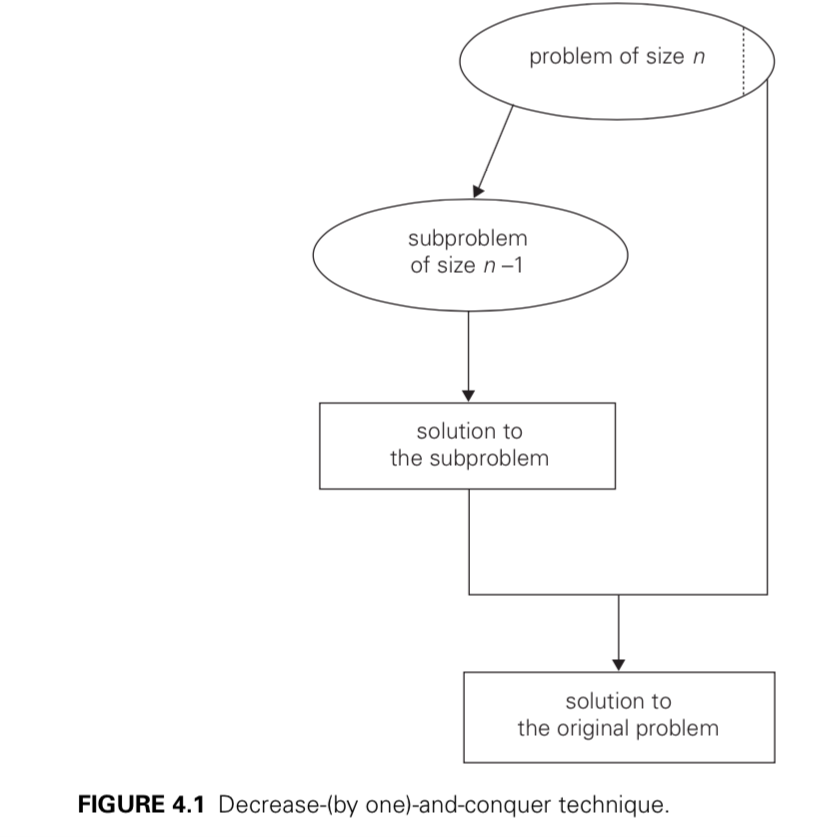 problem of size n
subproblem
of size n –1
solution to
the subproblem
solution to
the original problem
FIGURE 4.1 Decrease-(by one)-and-conquer technique.